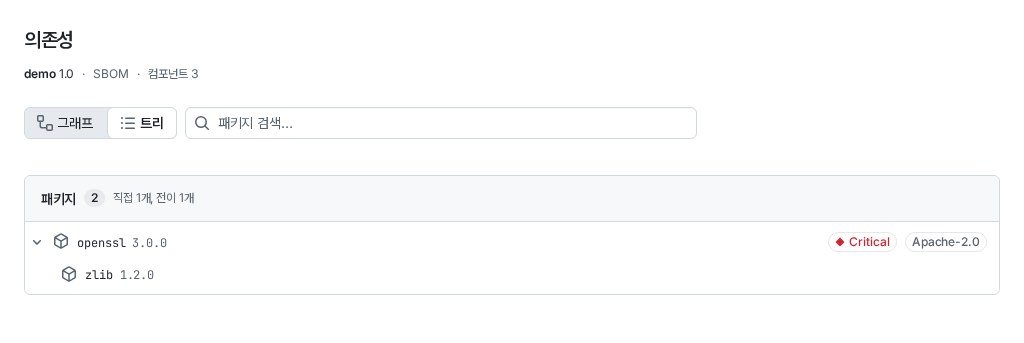 의존성
demo 1.0 · SBOM · 컴포넌트 3
그래프 트리 패키지 검색...
패키지 2 직접 1개, 전이 1개
openssl 3.0.0 Critical Apache-2.0
zlib 1.2.0